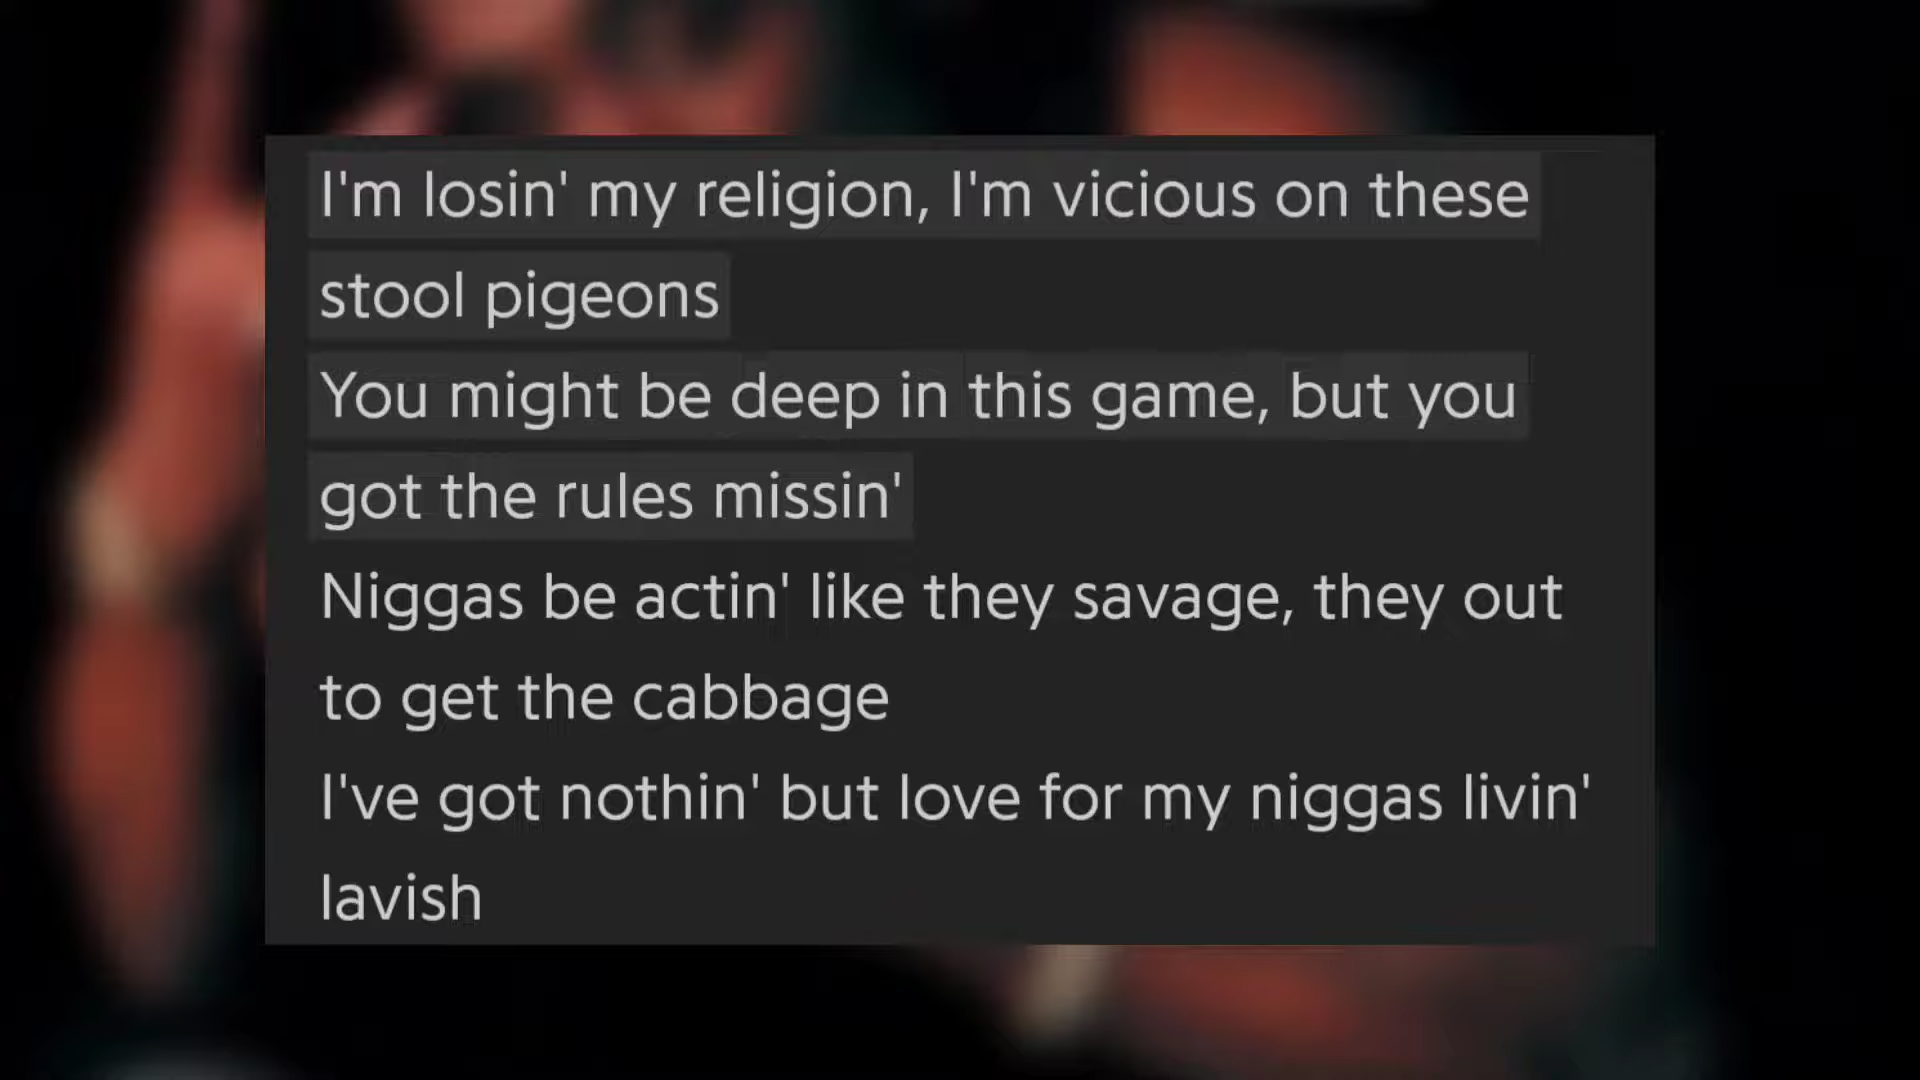 I'm losin' my religion, I'm vicious on these
stool pigeons
You might be deep in this game, but you
got the rules missin'
Niggas be actin' like they savage, they out
to get the cabbage
I've got nothin' but love for my niggas livin'
lavish